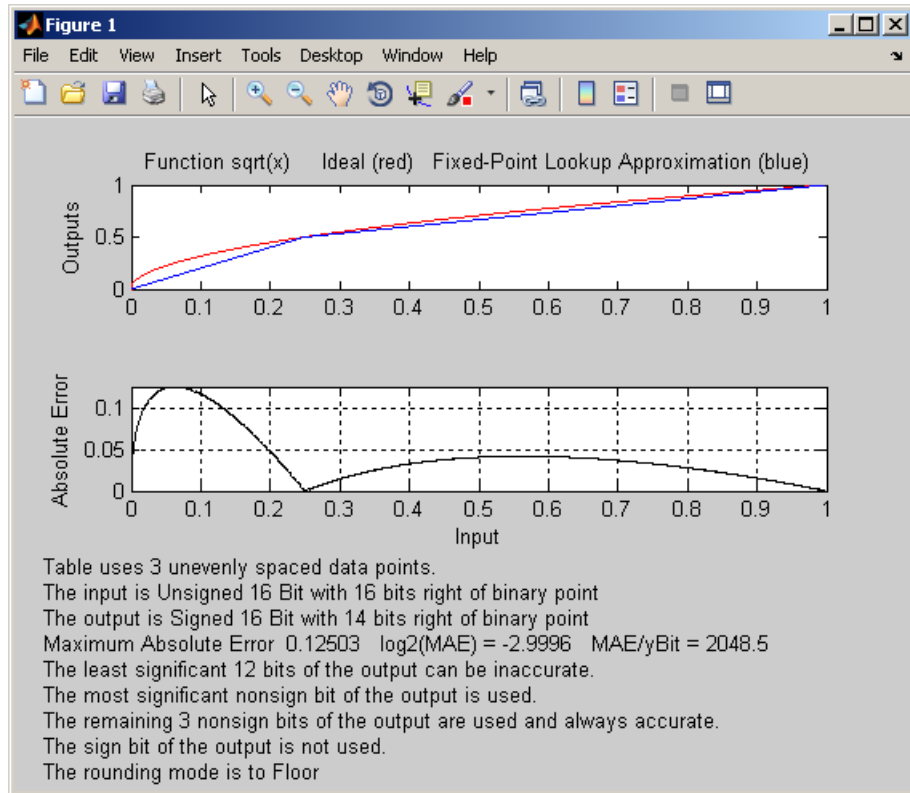 Figure 1
File Edit View Insert Tools Desktop Window Help
Function sqrt(x) Ideal (red) Fixed-Point Lookup Approximation (blue)
Outputs
1
0.5
0
0 0.1 0.2 0.3 0.4 0.5 0.6 0.7 0.8 0.9 1
Absolute Error
0.1
0.05
0
0 0.1 0.2 0.3 0.4 0.5 0.6 0.7 0.8 0.9 1
Input
Table uses 3 unevenly spaced data points.
The input is Unsigned 16 Bit with 16 bits right of binary point
The output is Signed 16 Bit with 14 bits right of binary point
Maximum Absolute Error 0.12503 log2(MAE) = -2.9996 MAE/yBit = 2048.5
The least significant 12 bits of the output can be inaccurate.
The most significant nonsign bit of the output is used.
The remaining 3 nonsign bits of the output are used and always accurate.
The sign bit of the output is not used.
The rounding mode is to Floor